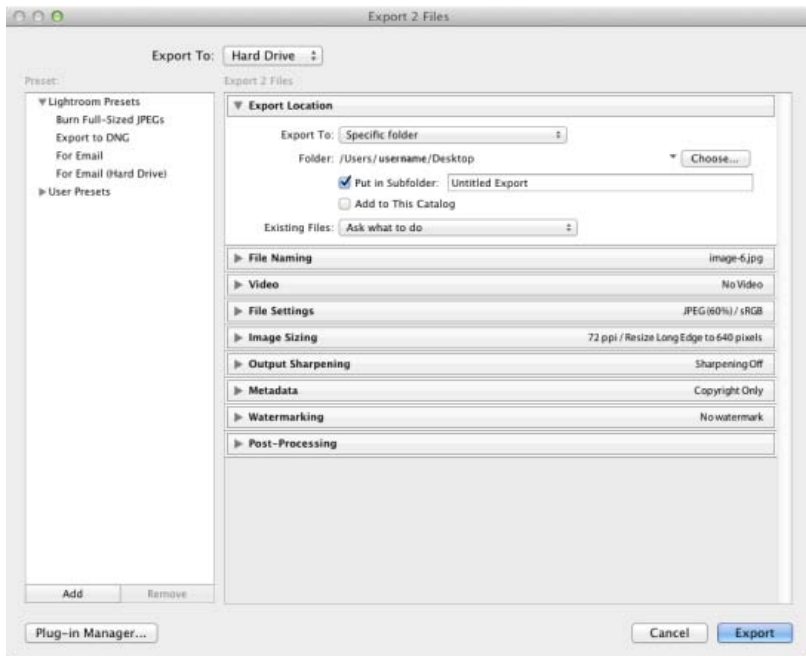 Export 2 Files
Export To: Hard Drive
Preset:
Lightroom Presets
Burn Full-Sized JPEGs
Export to DNG
For Email
For Email (Hard Drive)
User Presets
Add
Remove
Export 2 Files
Export Location
Export To: Specific folder
Folder: /Users/username/Desktop
Choose...
Put in Subfolder: Untitled Export
Add to This Catalog
Existing Files: Ask what to do
File Naming image-6.jpg
Video No Video
File Settings JPEG (60%) / sRGB
Image Sizing 72 ppi / Resize Long Edge to 640 pixels
Output Sharpening Sharpening Off
Metadata Copyright Only
Watermarking No watermark
Post-Processing
Plug-in Manager...
Cancel
Export